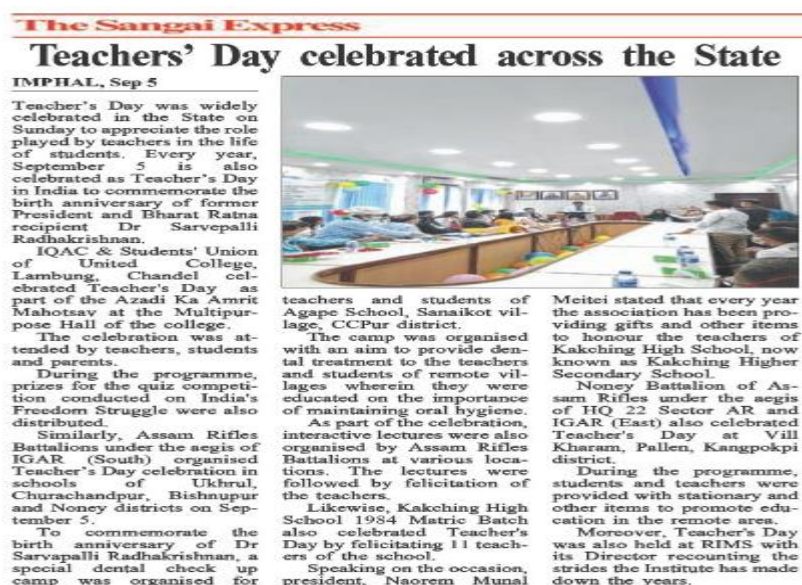 The Sangai Express
Teachers' Day celebrated across the State
IMPHAL, Sep 5
Teacher's Day was widely
celebrated in the State on
Sunday to appreciate the role
played by teachers in the life
of students. Every year,
September 5 is also
celebrated as Teacher's Day
in India to commemorate the
birth anniversary of former
President and Bharat Ratna
recipient Dr Sarvepalli
Radhakrishnan.
IQAC & Students' Union
of United College,
Lambung, Chandel cel-
ebrated Teacher's Day as
part of the Azadi Ka Amrit
Mahotsav at the Multipur-
pose Hall of the college.
The celebration was at-
tended by teachers, students
and parents.
During the programme,
prizes for the quiz competi-
tion conducted on India's
Freedom Struggle were also
distributed.
Similarly, Assam Rifles
Battalions under the aegis of
IGAR (South) organised
Teacher's Day celebration in
schools of Ukhrul,
Churachandpur, Bishnupur
and Noney districts on Sep-
tember 5.
To commemorate the
birth anniversary of Dr
Sarvapalli Radhakrishnan, a
special dental check up
camp was organised for
teachers and students of
Agape School, Sanaikot vil-
lage, CCPur district.
The camp was organised
with an aim to provide den-
tal treatment to the teachers
and students of remote vil-
lages wherein they were
educated on the importance
of maintaining oral hygiene.
As part of the celebration,
interactive lectures were also
organised by Assam Rifles
Battalions at various loca-
tions. The lectures were
followed by felicitation of
the teachers.
Likewise, Kakching High
School 1984 Matric Batch
also celebrated Teacher's
Day by felicitating 11 teach-
ers of the school.
Speaking on the occasion,
president, Naorem Munal
Meitei stated that every year
the association has been pro-
viding gifts and other items
to honour the teachers of
Kakching High School, now
known as Kakching Higher
Secondary School.
Noney Battalion of As-
sam Rifles under the aegis
of HQ 22 Sector AR and
IGAR (East) also celebrated
Teacher's Day at Vill
Kharam, Pallen, Kangpokpi
district.
During the programme,
students and teachers were
provided with stationary and
other items to promote edu-
cation in the remote area.
Moreover, Teacher's Day
was also held at RIMS with
its Director recounting the
strides the Institute has made
down the years.